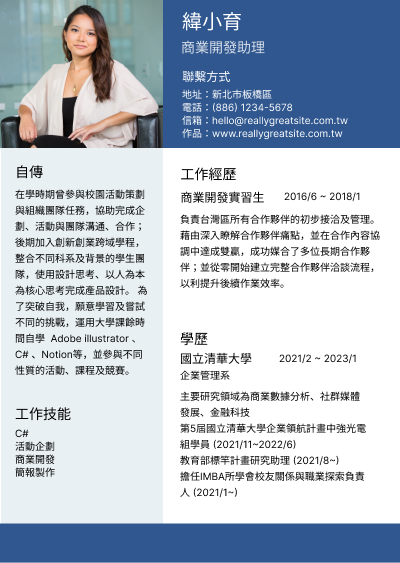 緯小育
商業開發助理
聯繫方式
地址：新北市板橋區
電話：(886) 1234-5678
信箱：hello@reallygreatsite.com.tw
作品：www.reallygreatsite.com.tw
自傳
在學時期曾參與校園活動策劃
與組織團隊任務，協助完成企
劃、活動與團隊溝通、合作；
後期加入創新創業跨域學程，
整合不同科系及背景的學生團
隊，使用設計思考、以人為本
為核心思考完成產品設計。 為
了突破自我，願意學習及嘗試
不同的挑戰，運用大學課餘時
間自學 Adobe illustrator 、
C# 、Notion等，並參與不同
性質的活動、課程及競賽。
工作技能
C#
活動企劃
商業開發
簡報製作
工作經歷
商業開發實習生 2016/6 ~ 2018/1
負責台灣區所有合作夥伴的初步接洽及管理。
藉由深入瞭解合作夥伴痛點，並在合作內容協
調中達成雙贏，成功媒合了多位長期合作夥
伴；並從零開始建立完整合作夥伴洽談流程，
以利提升後續作業效率。
學歷
國立清華大學 2021/2 ~ 2023/1
企業管理系
主要研究領域為商業數據分析、社群媒體
發展、金融科技
第5屆國立清華大學企業領航計畫中強光電
組學員 (2021/11~2022/6)
教育部標竿計畫研究助理 (2021/8~)
擔任IMBA所學會校友關係與職業探索負責
人 (2021/1~)